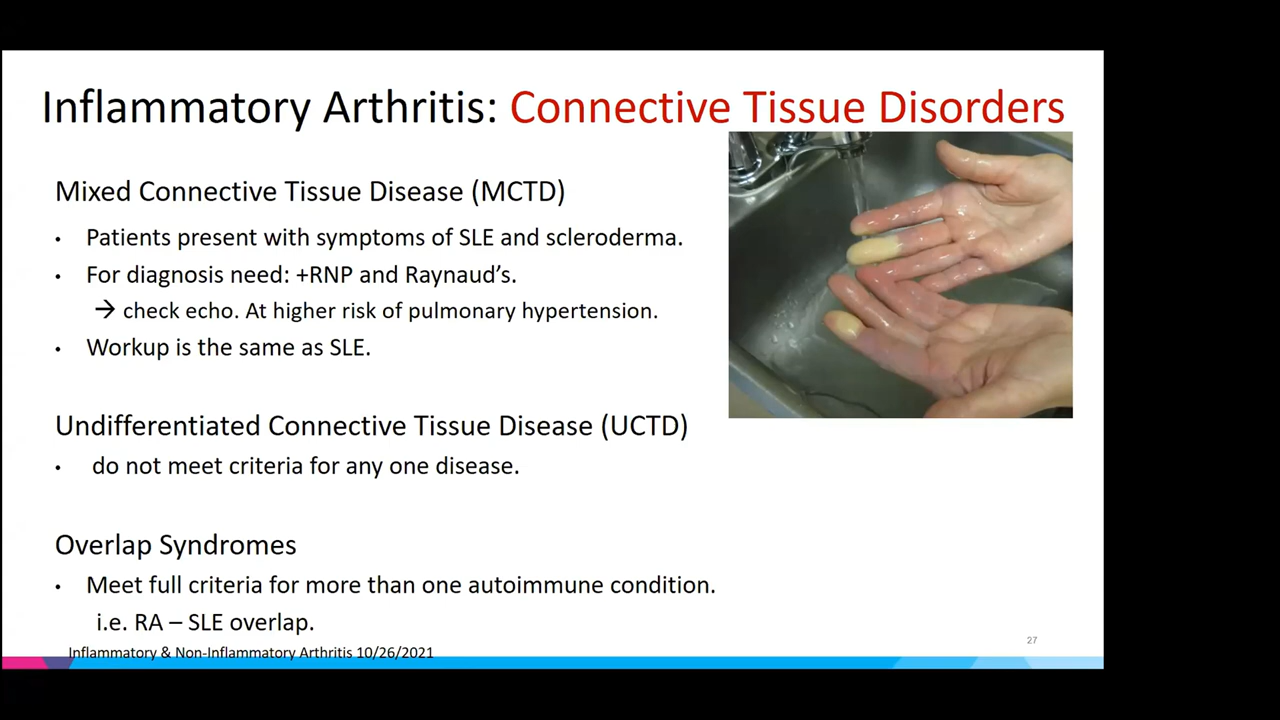 Inflammatory Arthritis: Connective Tissue Disorders
Mixed Connective Tissue Disease (MCTD)
• Patients present with symptoms of SLE and scleroderma.
• For diagnosis need: +RNP and Raynaud’s.
→ check echo. At higher risk of pulmonary hypertension.
• Workup is the same as SLE.
Undifferentiated Connective Tissue Disease (UCTD)
• do not meet criteria for any one disease.
Overlap Syndromes
• Meet full criteria for more than one autoimmune condition.
i.e. RA – SLE overlap.
27
Inflammatory & Non-Inflammatory Arthritis 10/26/2021